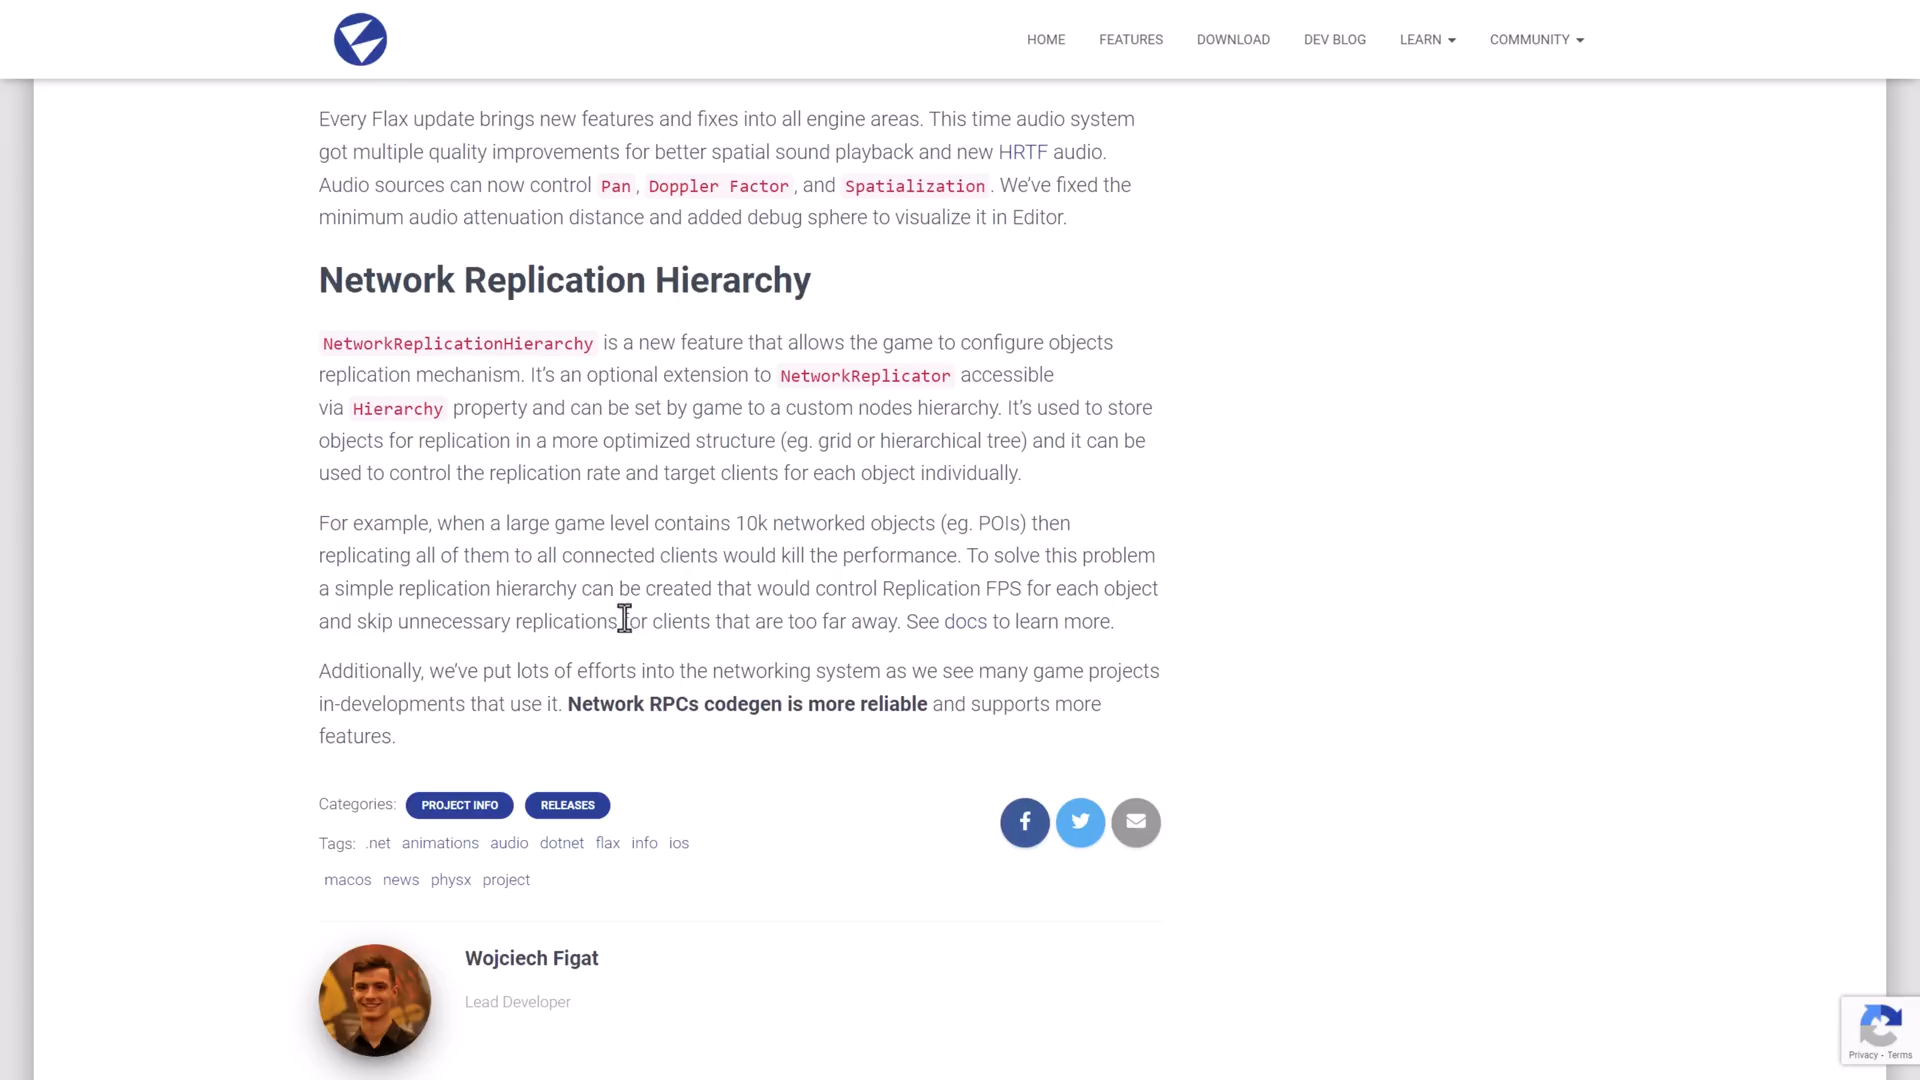 HOME FEATURES DOWNLOAD DEV BLOG LEARN COMMUNITY
Every Flax update brings new features and fixes into all engine areas. This time audio system
got multiple quality improvements for better spatial sound playback and new HRTF audio.
Audio sources can now control Pan, Doppler Factor, and Spatialization. We’ve fixed the
minimum audio attenuation distance and added debug sphere to visualize it in Editor.
Network Replication Hierarchy
NetworkReplicationHierarchy is a new feature that allows the game to configure objects
replication mechanism. It’s an optional extension to NetworkReplicator accessible
via Hierarchy property and can be set by game to a custom nodes hierarchy. It’s used to store
objects for replication in a more optimized structure (eg. grid or hierarchical tree) and it can be
used to control the replication rate and target clients for each object individually.
For example, when a large game level contains 10k networked objects (eg. POIs) then
replicating all of them to all connected clients would kill the performance. To solve this problem
a simple replication hierarchy can be created that would control Replication FPS for each object
and skip unnecessary replications for clients that are too far away. See docs to learn more.
Additionally, we’ve put lots of efforts into the networking system as we see many game projects
in-developments that use it. Network RPCs codegen is more reliable and supports more
features.
Categories: PROJECT INFO RELEASES
Tags: .net animations audio dotnet flax info ios
macos news physx project
Wojciech Figat
Lead Developer
Privacy - Terms